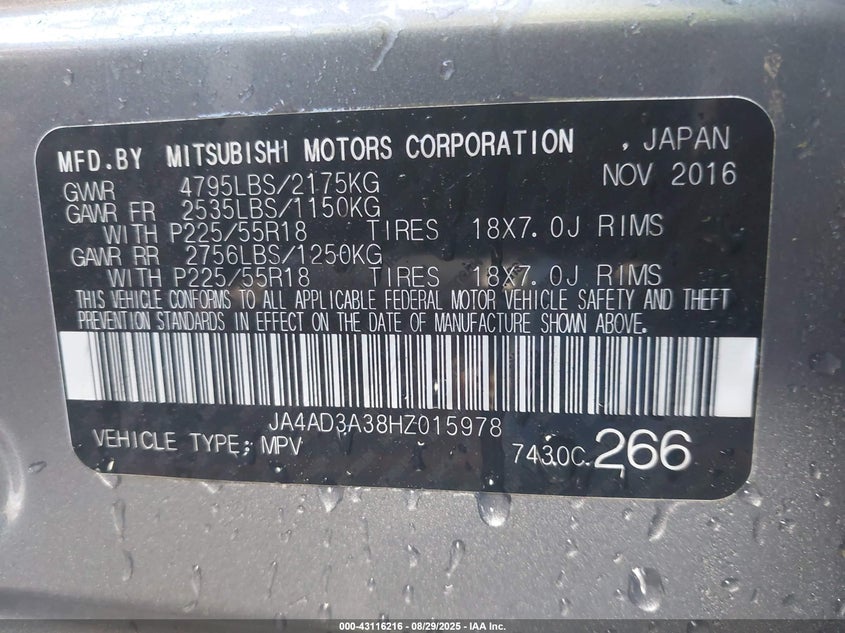 MFD.BY MITSUBISHI MOTORS CORPORATION , JAPAN
GVWR 4795LBS/2175KG NOV 2016
GAWR FR 2535LBS/1150KG
WITH P225/55R18 TIRES 18X7.0J RIMS
GAWR RR 2756LBS/1250KG
WITH P225/55R18 TIRES 18X7.0J RIMS
THIS VEHICLE CONFORMS TO ALL APPLICABLE FEDERAL MOTOR VEHICLE SAFETY AND THEFT
PREVENTION STANDARDS IN EFFECT ON THE DATE OF MANUFACTURE SHOWN ABOVE.
JA4AD3A38HZ015978
VEHICLE TYPE; MPV 7430C 266
000-43116216 - 08/29/2025 - IAA Inc.